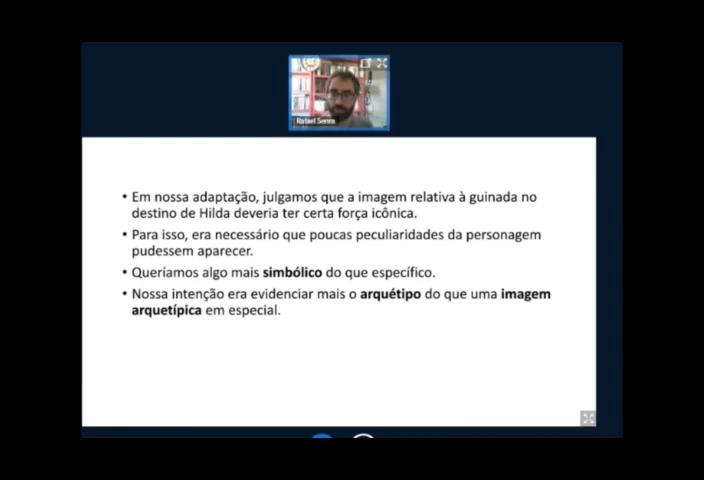 Rafael Senra
• Em nossa adaptação, julgamos que a imagem relativa à guinada no
destino de Hilda deveria ter certa força icônica.
• Para isso, era necessário que poucas peculiaridades da personagem
pudessem aparecer.
• Queríamos algo mais simbólico do que específico.
• Nossa intenção era evidenciar mais o arquétipo do que uma imagem
arquetípica em especial.